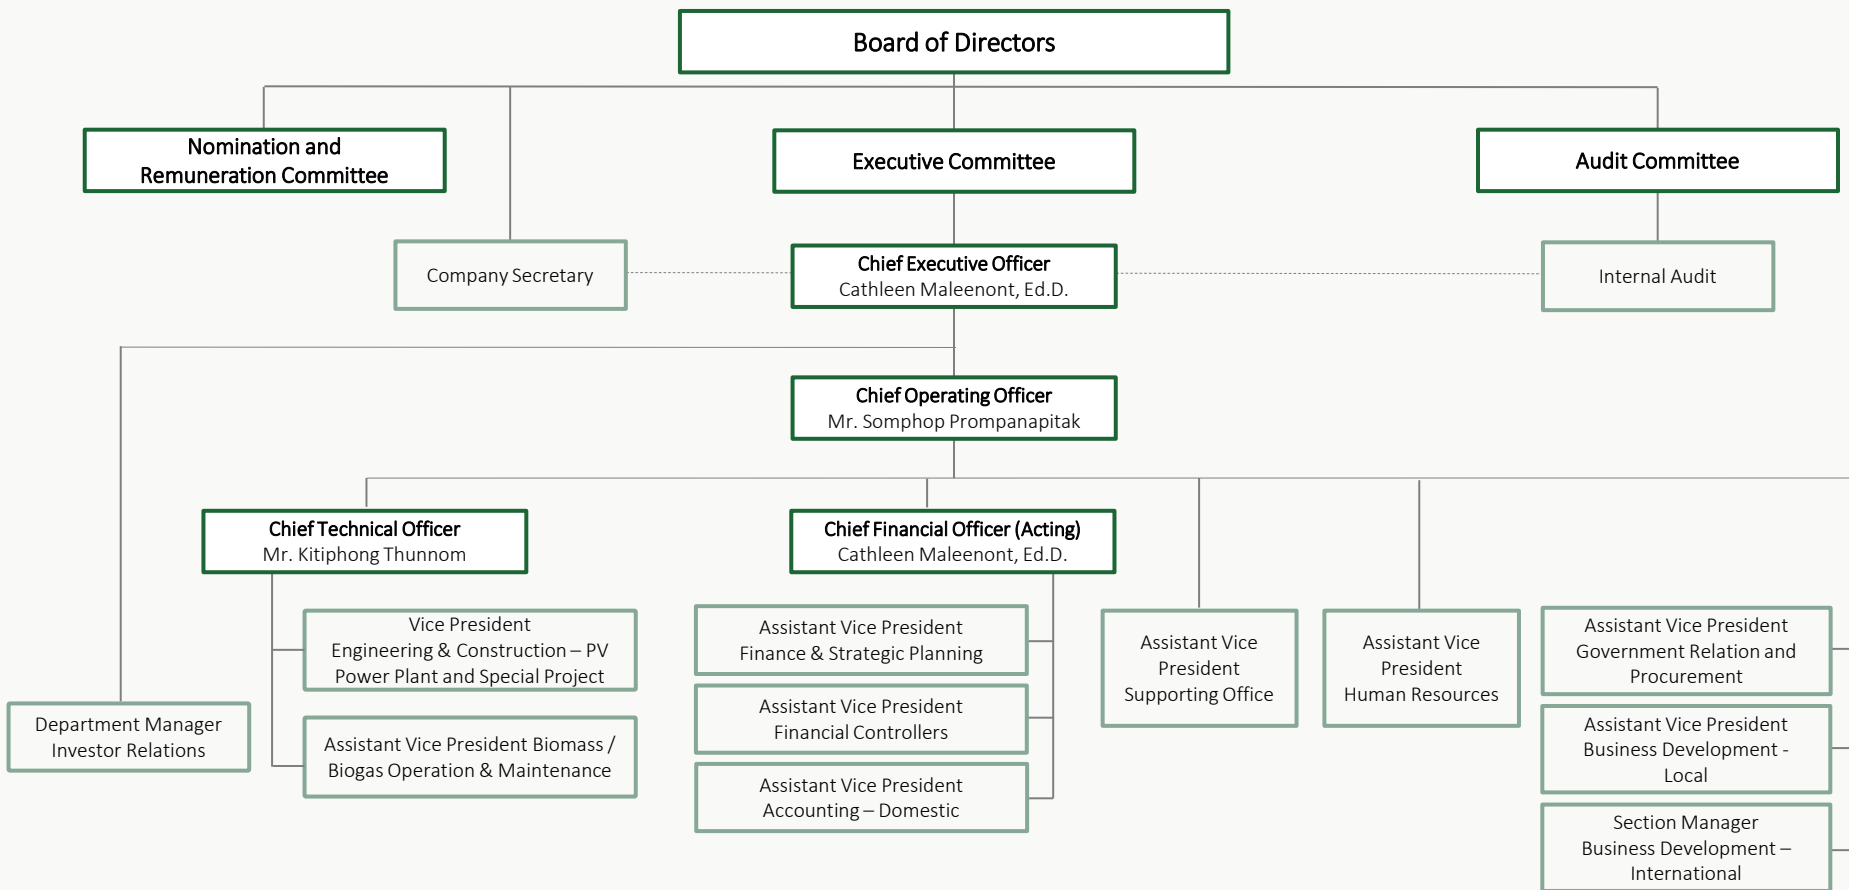 Board of Directors
Nomination and
Remuneration Committee
Executive Committee
Audit Committee
Company Secretary
Chief Executive Officer
Cathleen Maleenont, Ed.D.
Internal Audit
Chief Operating Officer
Mr. Somphop Prompanapitak
Chief Technical Officer
Mr. Kitiphong Thunnom
Chief Financial Officer (Acting)
Cathleen Maleenont, Ed.D.
Department Manager
Investor Relations
Vice President
Engineering & Construction – PV
Power Plant and Special Project
Assistant Vice President Biomass /
Biogas Operation & Maintenance
Assistant Vice President
Finance & Strategic Planning
Assistant Vice President
Financial Controllers
Assistant Vice President
Accounting – Domestic
Assistant Vice
President
Supporting Office
Assistant Vice
President
Human Resources
Assistant Vice President
Government Relation and
Procurement
Assistant Vice President
Business Development -
Local
Section Manager
Business Development –
International